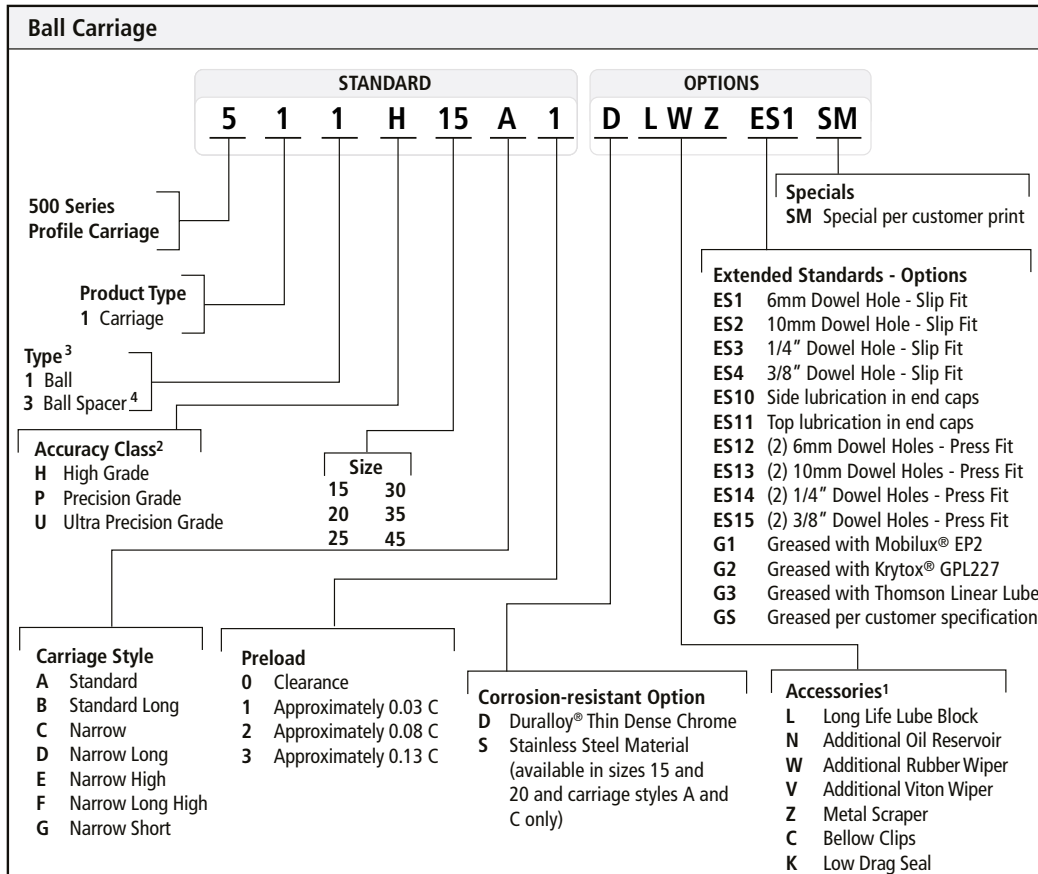 Ball Carriage
STANDARD
OPTIONS
5 1 1 H 15 A 1 D L W Z ES1 SM
500 Series
Profile Carriage
Product Type
1 Carriage
Type 3
1 Ball
3 Ball Spacer 4
Accuracy Class2
H High Grade
P Precision Grade
U Ultra Precision Grade
Size
15 30
20 35
25 45
Specials
SM Special per customer print
Extended Standards - Options
ES1 6mm Dowel Hole - Slip Fit
ES2 10mm Dowel Hole - Slip Fit
ES3 1/4″ Dowel Hole - Slip Fit
ES4 3/8″ Dowel Hole - Slip Fit
ES10 Side lubrication in end caps
ES11 Top lubrication in end caps
ES12 (2) 6mm Dowel Holes - Press Fit
ES13 (2) 10mm Dowel Holes - Press Fit
ES14 (2) 1/4″ Dowel Holes - Press Fit
ES15 (2) 3/8″ Dowel Holes - Press Fit
G1 Greased with Mobilux® EP2
G2 Greased with Krytox® GPL227
G3 Greased with Thomson Linear Lube
GS Greased per customer specification
Carriage Style
A Standard
B Standard Long
C Narrow
D Narrow Long
E Narrow High
F Narrow Long High
G Narrow Short
Preload
0 Clearance
1 Approximately 0.03 C
2 Approximately 0.08 C
3 Approximately 0.13 C
Corrosion-resistant Option
D Duralloy® Thin Dense Chrome
S Stainless Steel Material
(available in sizes 15 and
20 and carriage styles A and
C only)
Accessories1
L Long Life Lube Block
N Additional Oil Reservoir
W Additional Rubber Wiper
V Additional Viton Wiper
Z Metal Scraper
C Bellow Clips
K Low Drag Seal